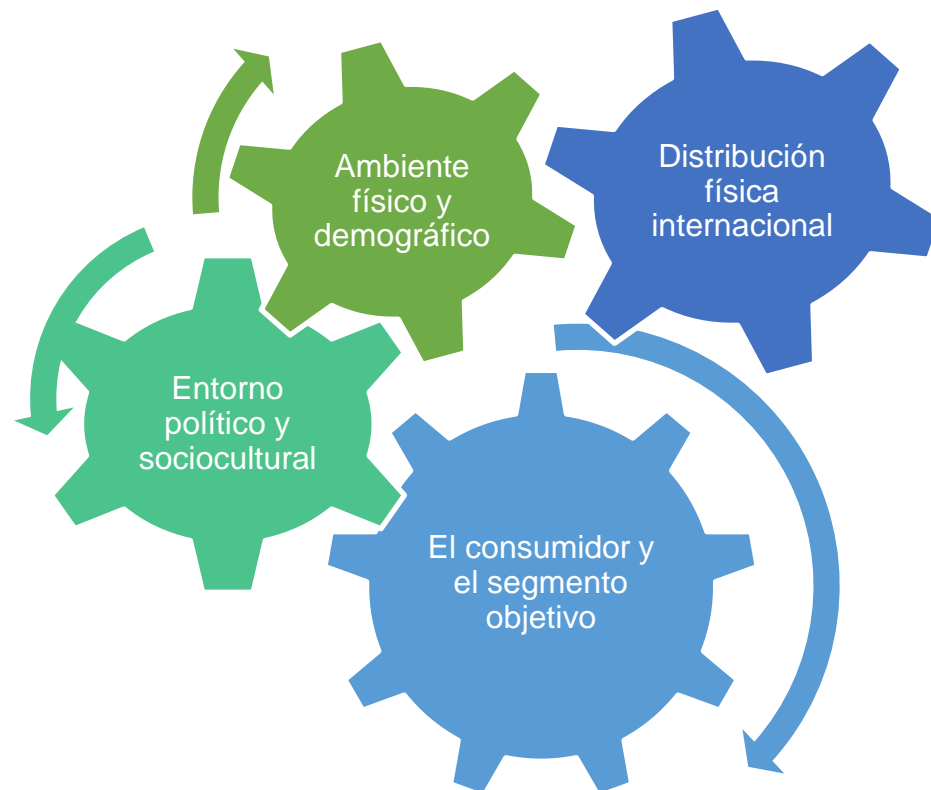 Ambiente
físico y
demográfico
Distribución
física
internacional
Entorno
político y
sociocultural
El consumidor y
el segmento
objetivo